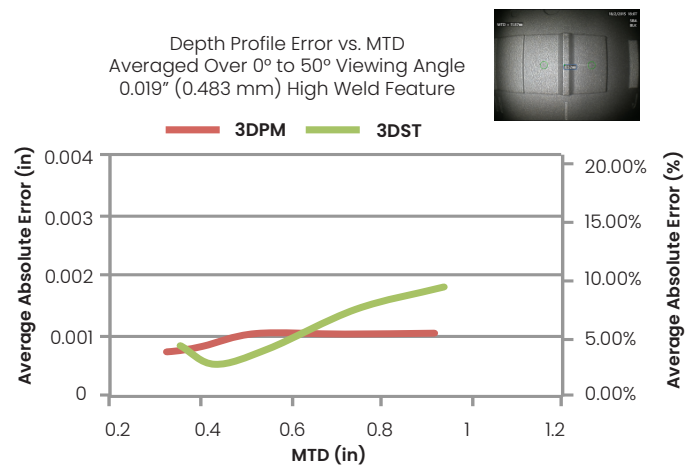 Depth Profile Error vs. MTD
Averaged Over 0° to 50° Viewing Angle
0.019” (0.483 mm) High Weld Feature
3DPM
3DST
Average Absolute Error (in)
0.004
0.003
0.002
0.001
0
20.00%
15.00%
10.00%
5.00%
0.00%
Average Absolute Error (%)
0.2
0.4
0.6
0.8
1
1.2
MTD (in)